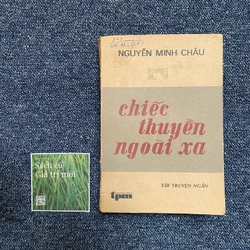 NGUYỄN MINH CHÂU
chiếc
thuyền
ngoài xa
TẬP TRUYỆN NGẮN
tpm
Sách cũ
Giá trị mới